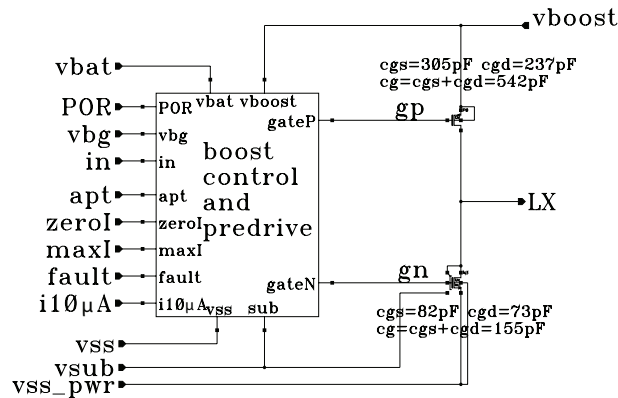 vboost
vbat
cgs=305pF cgd=237pF
cg=cgs+cgd=542pF
POR
POR
vbat
vboost
gateP
gp
vbg
vbg
in
in
boost
control
and
predrive
apt
apt
LX
zeroI
zeroI
maxI
maxI
fault
fault
gateN
gn
i10µA
i10µA
vss
sub
cgs=82pF cgd=73pF
cg=cgs+cgd=155pF
vss
vsub
vss_pwr